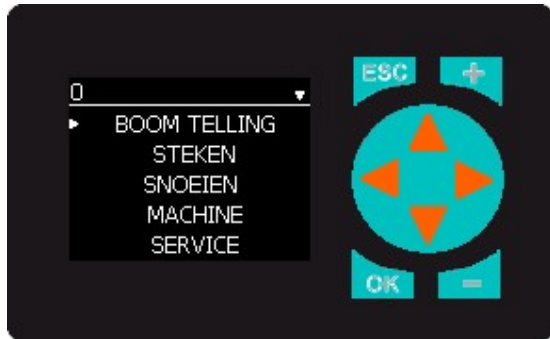 0
BOOM TELLING
STEKEN
SNOEIEN
MACHINE
SERVICE
ESC +
OK -